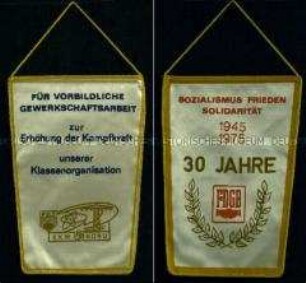 FÜR VORBILDLICHE
GEWERKSCHAFTSARBEIT
zur
Erhöhung der Kampfkraft
unserer
Klassenorganisation
SOZIALISMUS FRIEDEN
SOLIDARITÄT
1945
1975
30 JAHRE
FDGB